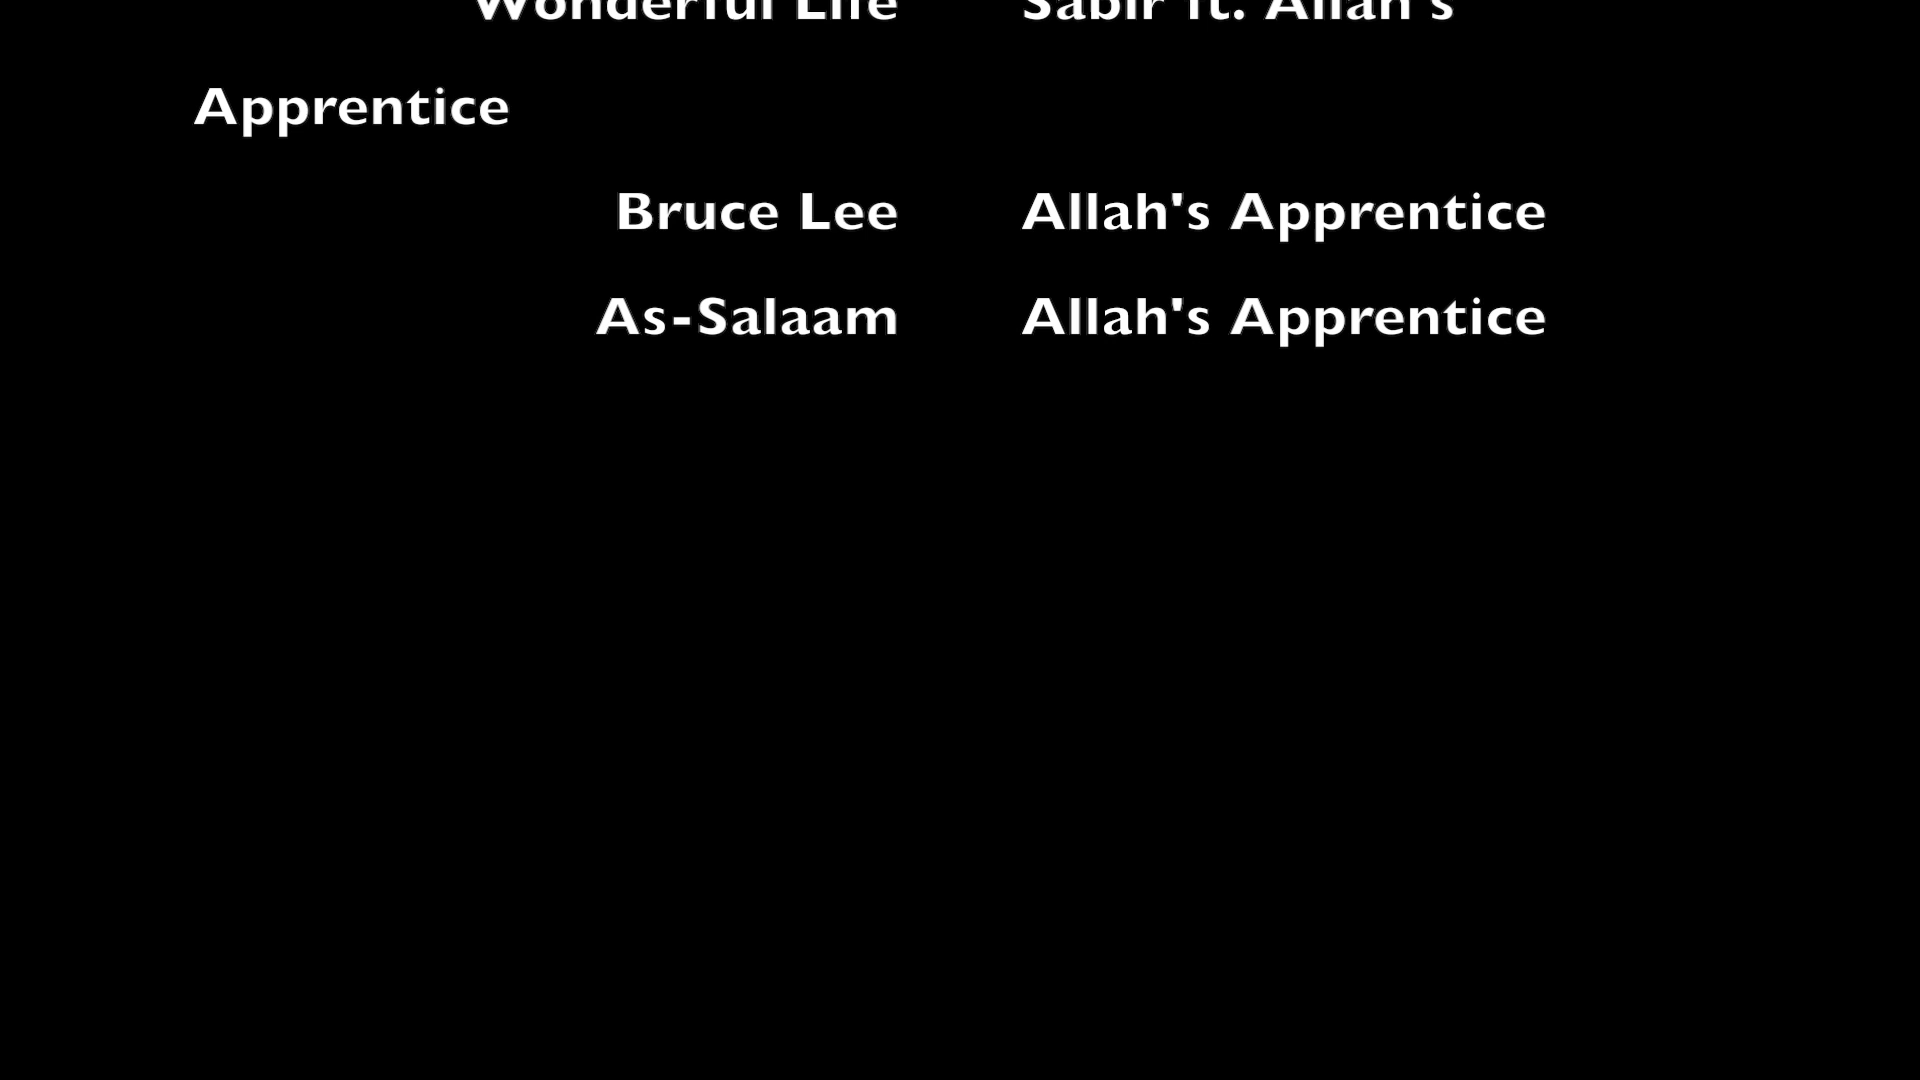 Wonderful Life Sabir ft. Allah's
Apprentice
Bruce Lee Allah's Apprentice
As-Salaam Allah's Apprentice